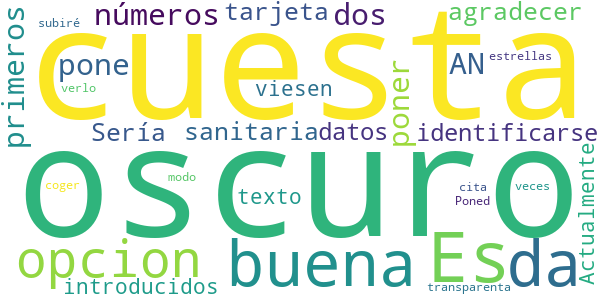 subiré números tarjeta dos agradecer
primeros cuesta
pone AN estrellas
verlo viesen poner
Sería sanitaria datos identificarse
oscuro
coger modo texto cita veces
Poned
Actualmente
opcion buena Es da
introducidos transparenta